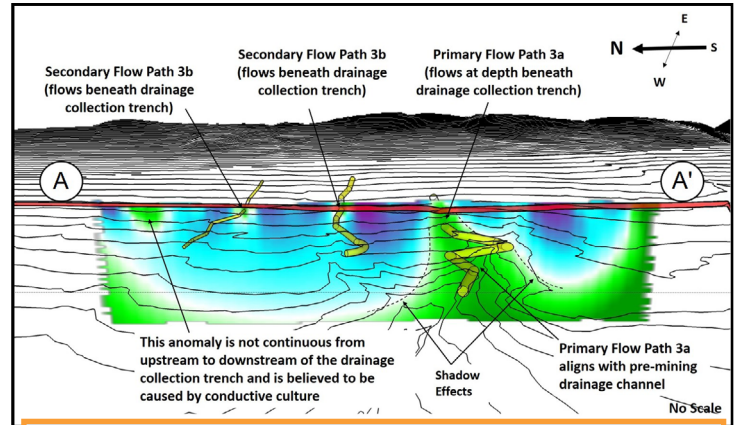 E
N
S
W
Secondary Flow Path 3b
(flows beneath drainage
collection trench)
Secondary Flow Path 3b
(flows beneath drainage
collection trench)
Primary Flow Path 3a
(flows at depth beneath
drainage collection trench)
A
A'
This anomaly is not continuous from
upstream to downstream of the drainage
collection trench and is believed to be
caused by conductive culture
Shadow
Effects
Primary Flow Path 3a
aligns with pre-mining
drainage channel
No Scale